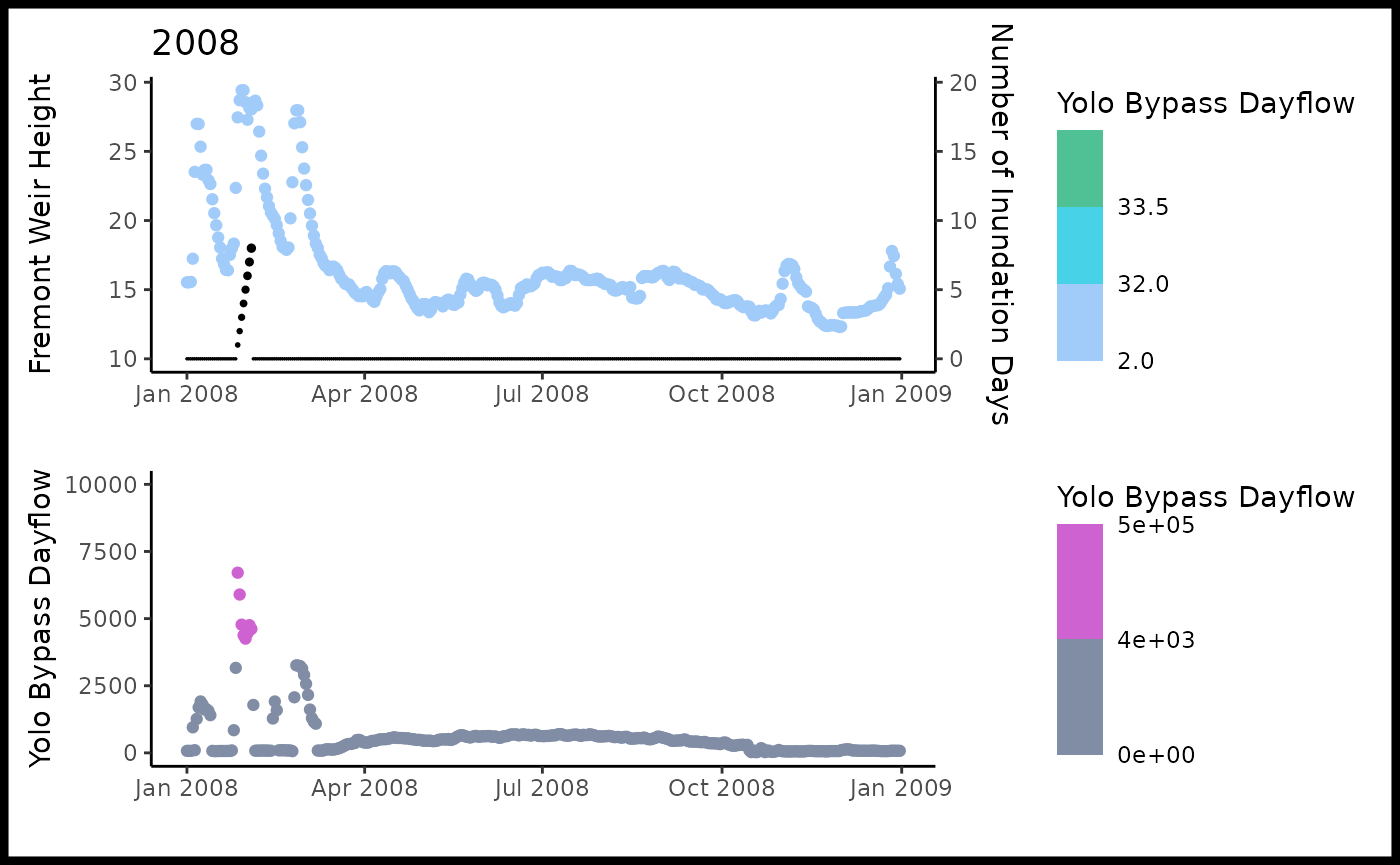 2008
Fremont Weir Height
30
25
20
15
10
20
15
10
5
0
Number of Inundation Days
Jan 2008 Apr 2008 Jul 2008 Oct 2008 Jan 2009
Yolo Bypass Dayflow
33.5
32.0
2.0
Yolo Bypass Dayflow
10000
7500
5000
2500
0
Jan 2008 Apr 2008 Jul 2008 Oct 2008 Jan 2009
Yolo Bypass Dayflow
5e+05
4e+03
0e+00